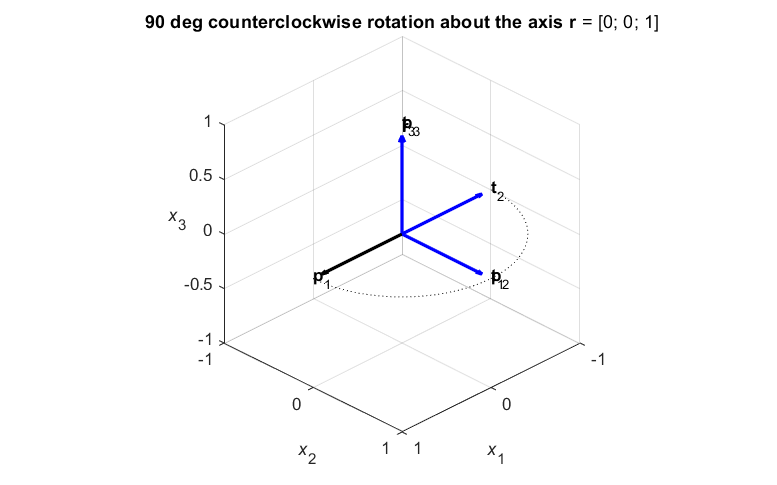 90 deg counterclockwise rotation about the axis r = [0; 0; 1]
1
0.5
x3
0
-0.5
-1
-1
0
1
x2
1
0
-1
x1
t2
p1